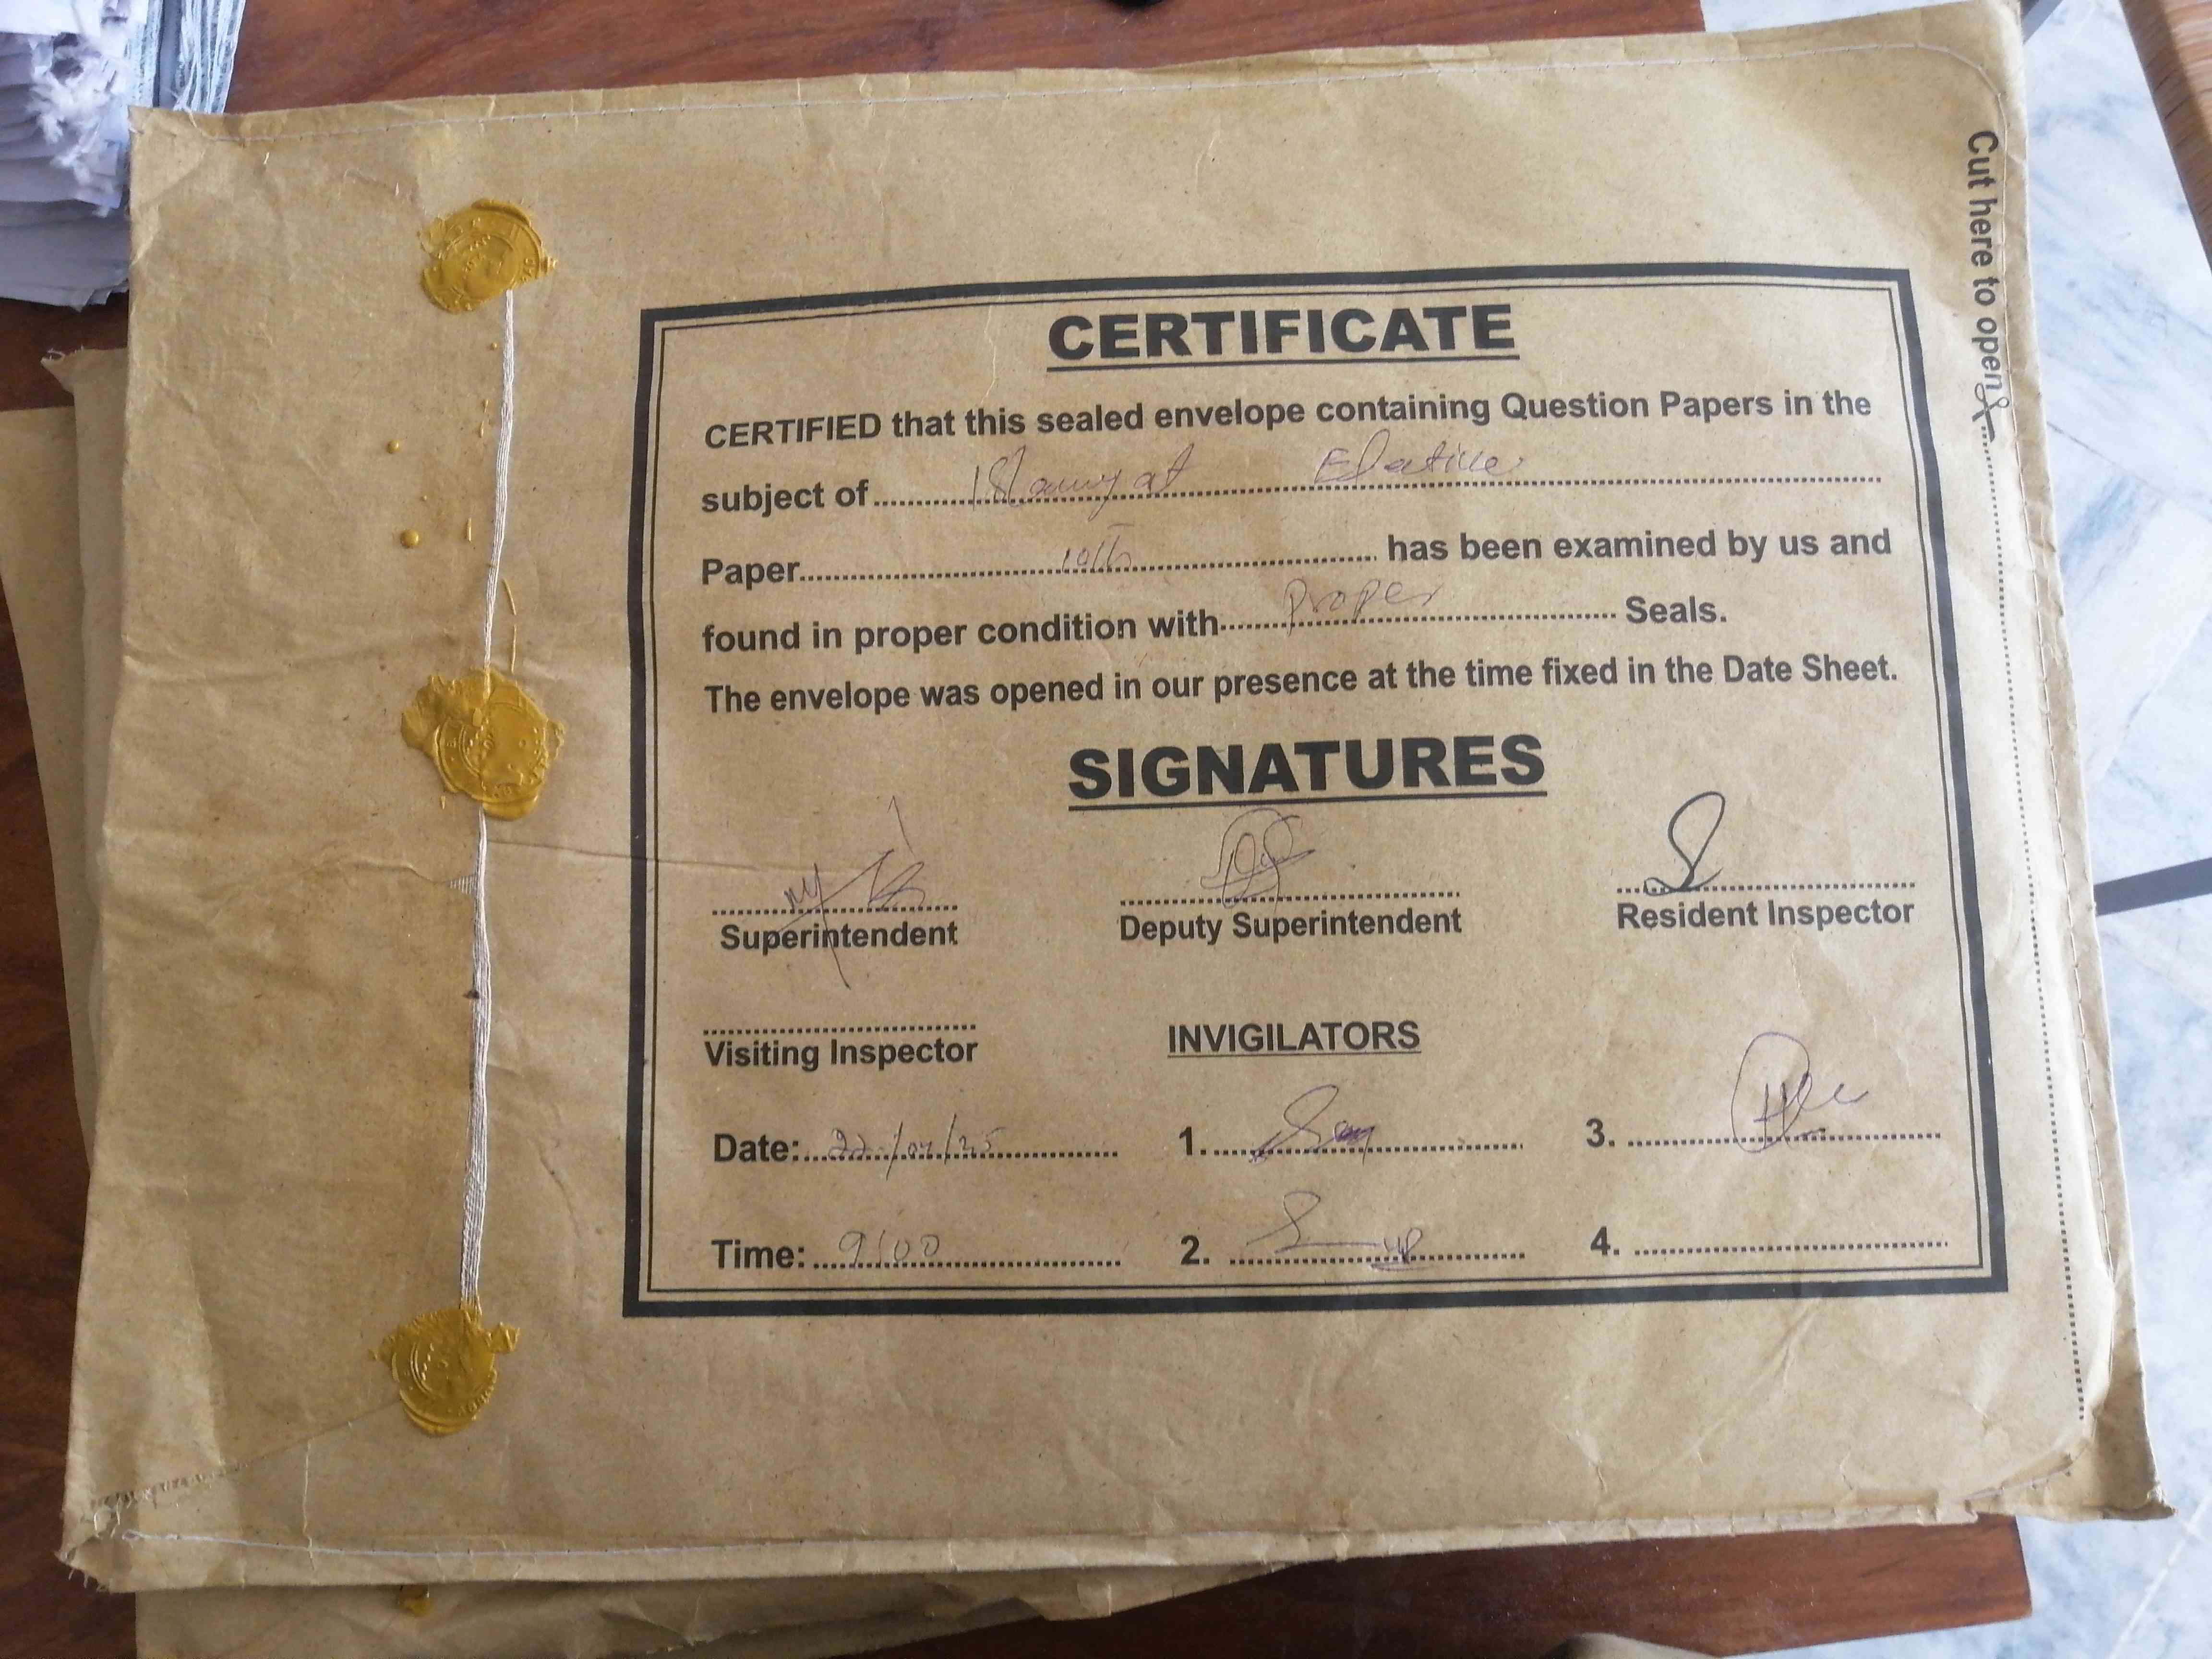 Cut here to open
CERTIFICATE
CERTIFIED that this sealed envelope containing Question Papers in the
subject of Islamyat Elative
Paper 10th has been examined by us and
found in proper condition with proper Seals.
The envelope was opened in our presence at the time fixed in the Date Sheet.
SIGNATURES
Superintendent Deputy Superintendent Resident Inspector
Visiting Inspector INVIGILATORS
Date: 22/04/25 1. 3.
Time: 9:00 2. 4.